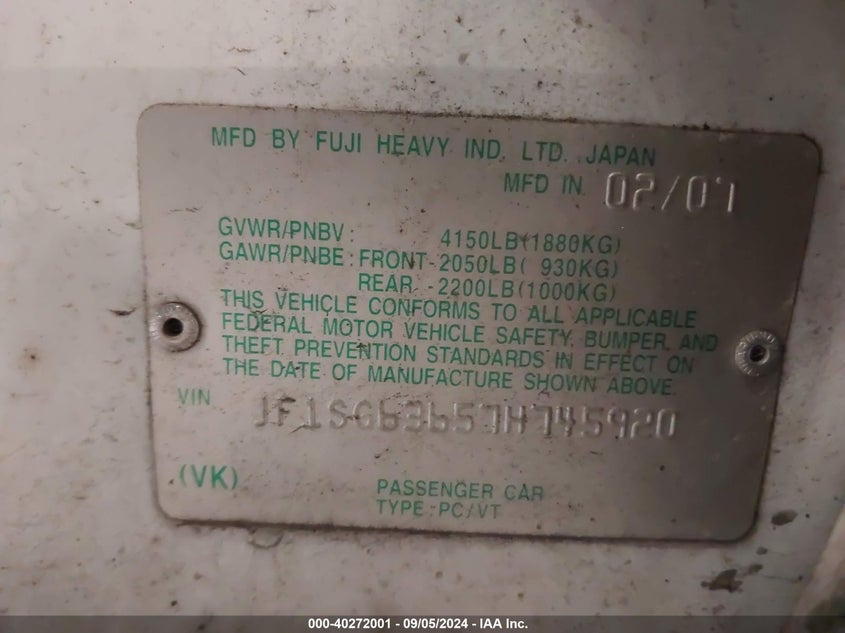 MFD BY FUJI HEAVY IND. LTD. JAPAN
MFD IN 02/07
GVWR/PNBV: 4150LB(1880KG)
GAWR/PNBE: FRONT-2050LB( 930KG)
REAR -2200LB(1000KG)
THIS VEHICLE CONFORMS TO ALL APPLICABLE
FEDERAL MOTOR VEHICLE SAFETY, BUMPER, AND
THEFT PREVENTION STANDARDS IN EFFECT ON
THE DATE OF MANUFACTURE SHOWN ABOVE.
VIN JF1SG63657H745920
(VK) PASSENGER CAR
TYPE:PC/VT
000-40272001 - 09/05/2024 - IAA Inc.